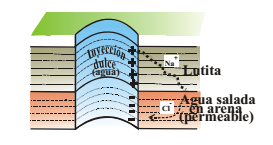 Inyección
dulce
(agua)
Na+
Lutita
Cl-
Agua salada
en arena
(permeable)